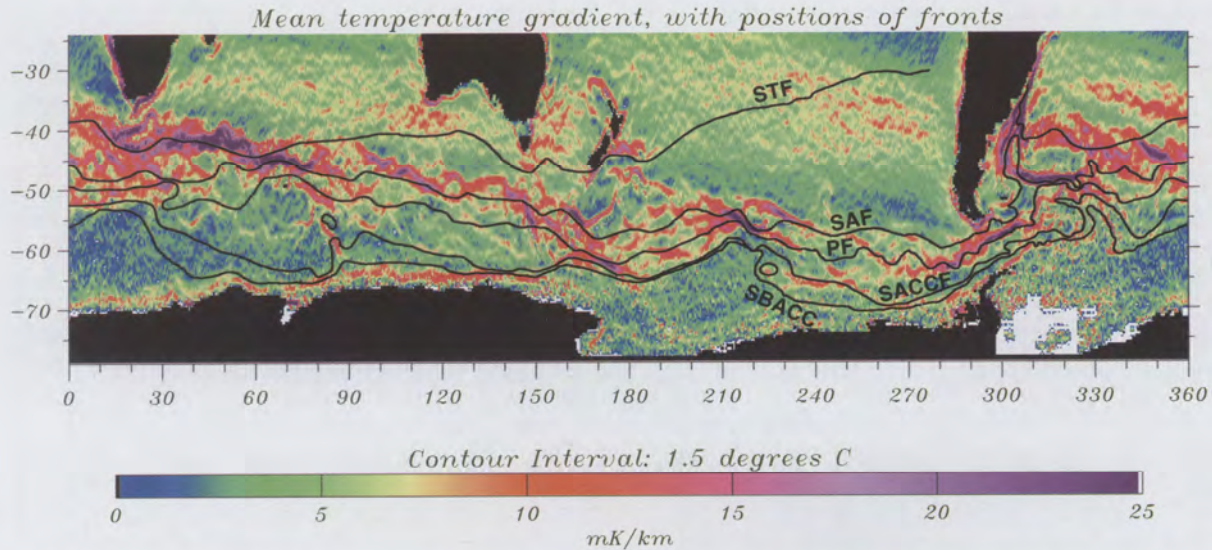 Mean temperature gradient, with positions of fronts
-30
-40
-50
-60
-70
STF
SAF
PF
SACCF
SBACC
0 30 60 90 120 150 180 210 240 270 300 330 360
Contour Interval: 1.5 degrees C
0 5 10 15 20 25
mK/km